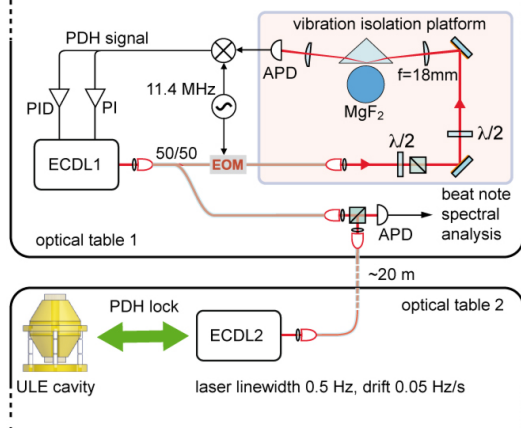 vibration isolation platform
PDH signal
APD
f=18mm
11.4 MHz
MgF₂
PID
PI
λ/2
ECDL1
50/50
EOM
λ/2
beat note
spectral
analysis
APD
optical table 1
~20 m
optical table 2
PDH lock
ECDL2
ULE cavity
laser linewidth 0.5 Hz, drift 0.05 Hz/s